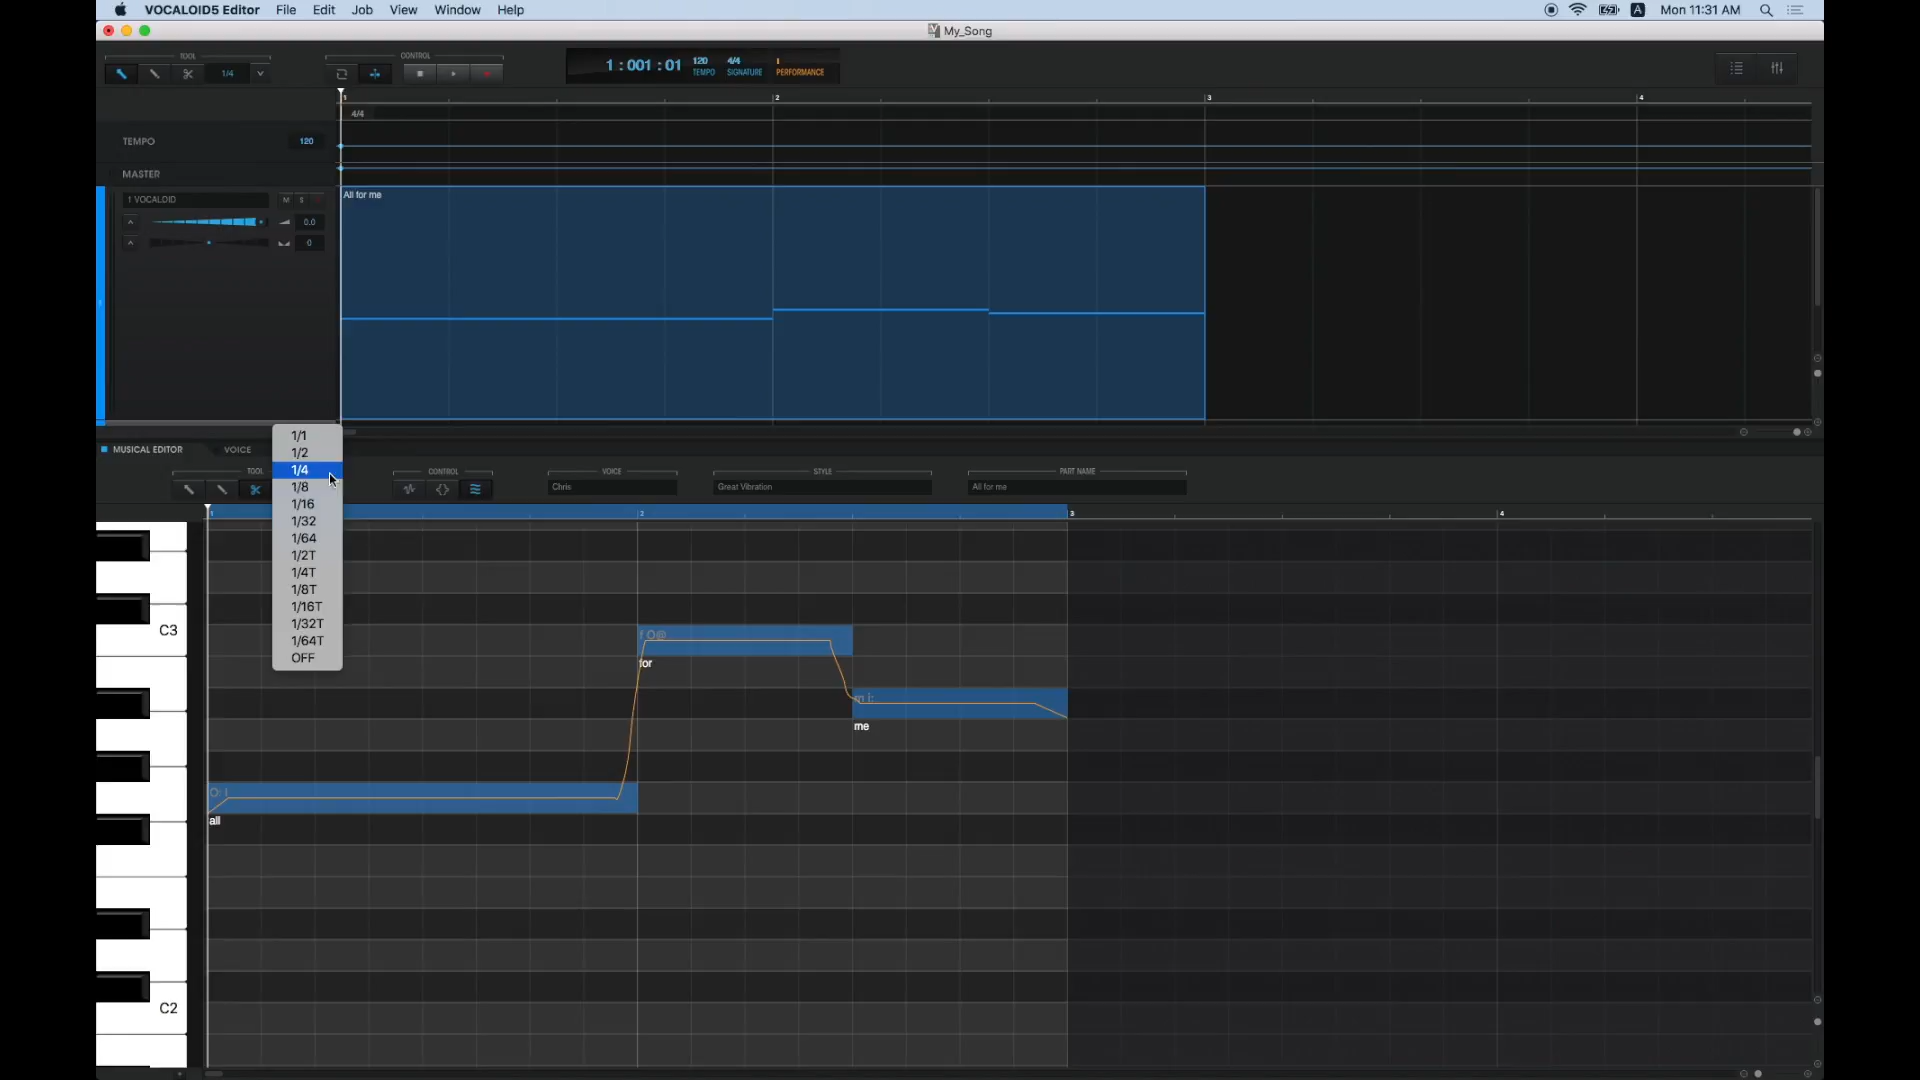 VOCALOID5 Editor File Edit Job View Window Help A Mon 11:31 AM
My_Song
TOOL CONTROL
1/4
1 : 001 : 01 120 4/4 1
TEMPO SIGNATURE PERFORMANCE
1 2 3 4
4/4
TEMPO 120
MASTER
1 VOCALOID M S
All for me
0.0
0
1
MUSICAL EDITOR VOICE
TOOL CONTROL VOICE STYLE PART NAME
Chris Great Vibration All for me
1/1
1/2
1/4
1/8
1/16
1/32
1/64
1/2T
1/4T
1/8T
1/16T
1/32T
1/64T
OFF
1 2 3 4
C3
f O@
for
m i:
me
O: l
all
C2